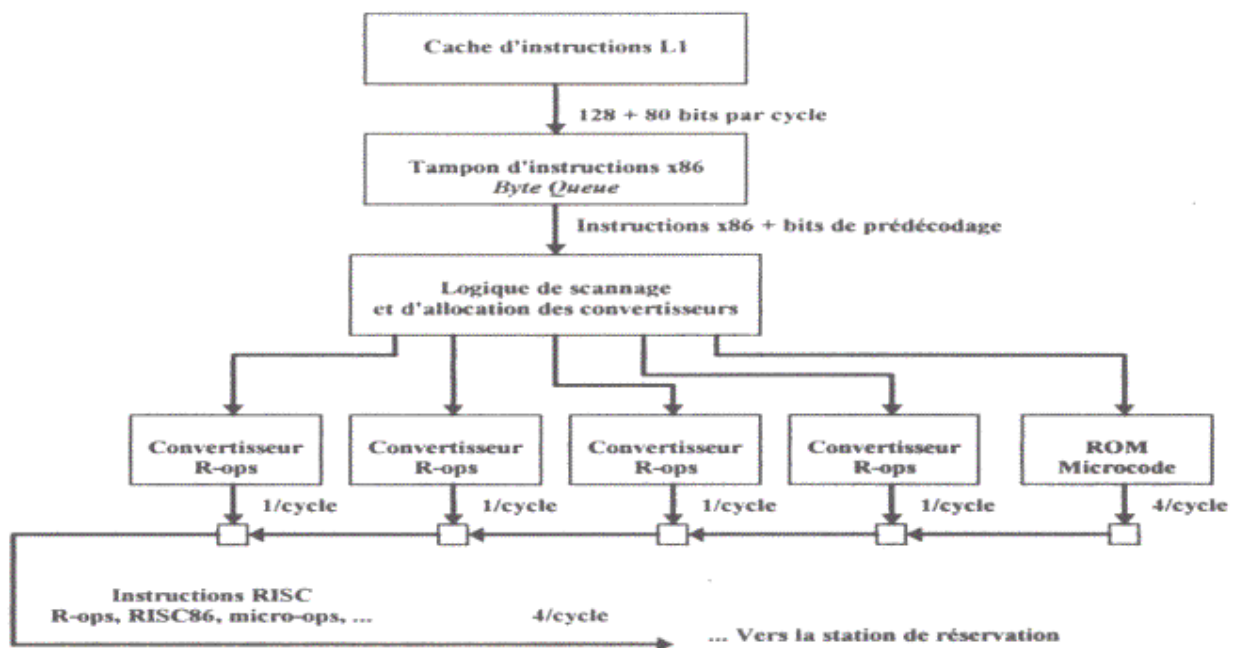 Cache d'instructions L1
128 + 80 bits par cycle
Tampon d'instructions x86
Byte Queue
Instructions x86 + bits de prédécodage
Logique de scannage
et d'allocation des convertisseurs
Convertisseur
R-ops
Convertisseur
R-ops
Convertisseur
R-ops
Convertisseur
R-ops
ROM
Microcode
1/cycle
1/cycle
1/cycle
1/cycle
4/cycle
Instructions RISC
R-ops, RISC86, micro-ops, ...
4/cycle
... Vers la station de réservation